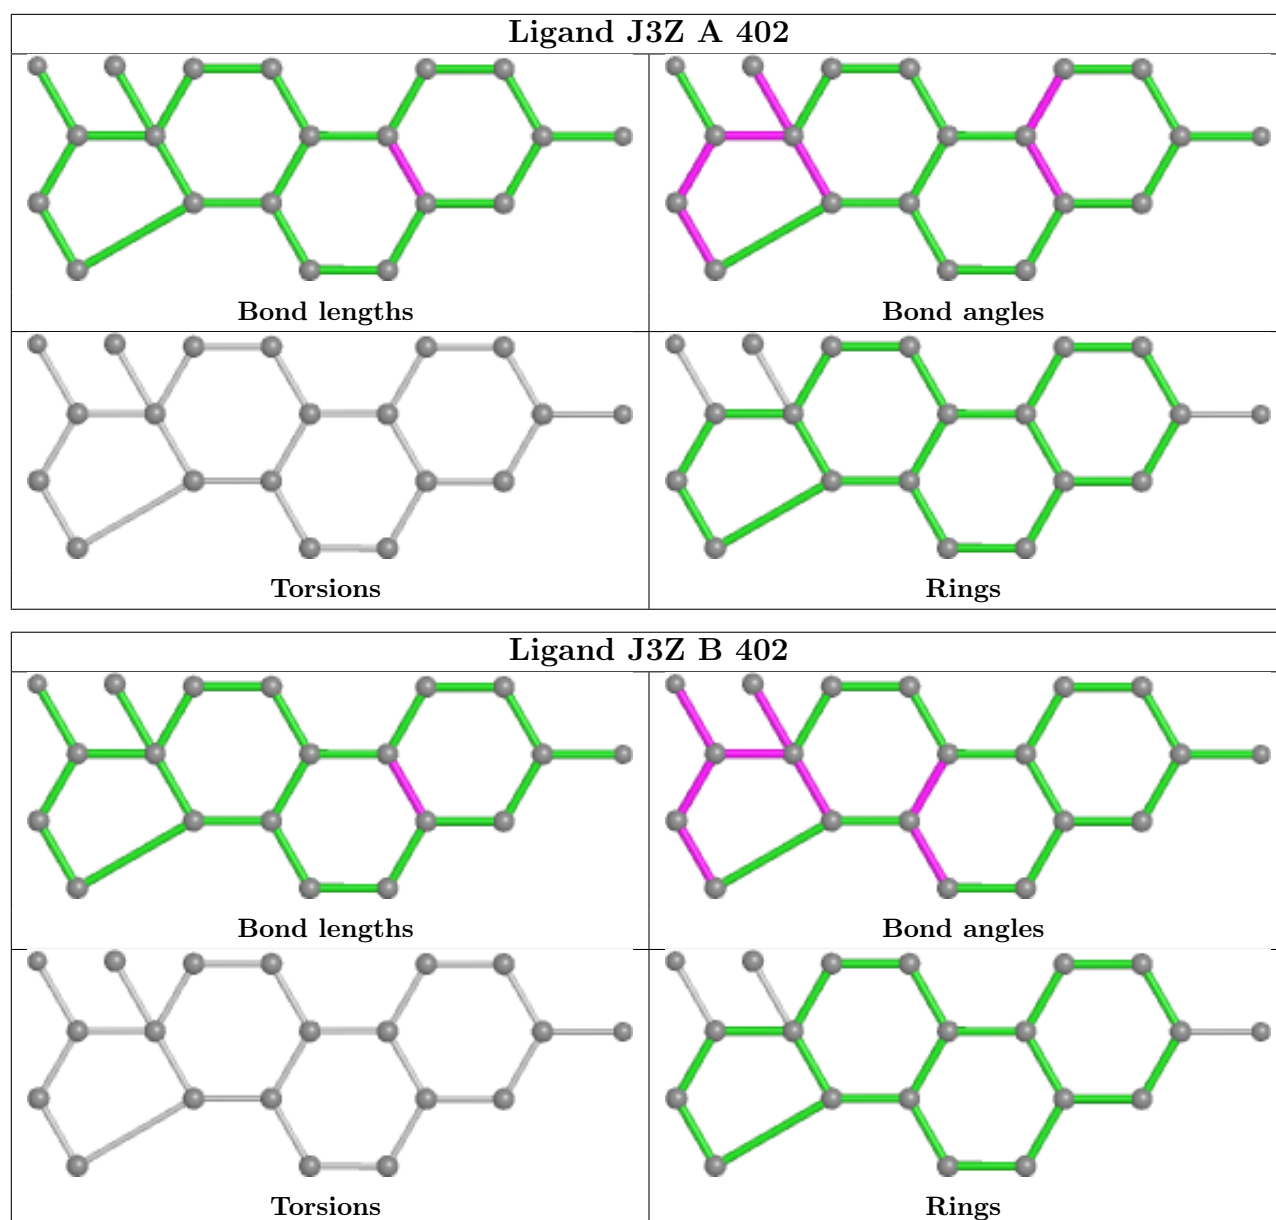 Ligand J3Z A 402
Bond lengths
Bond angles
Torsions
Rings
Ligand J3Z B 402
Bond lengths
Bond angles
Torsions
Rings